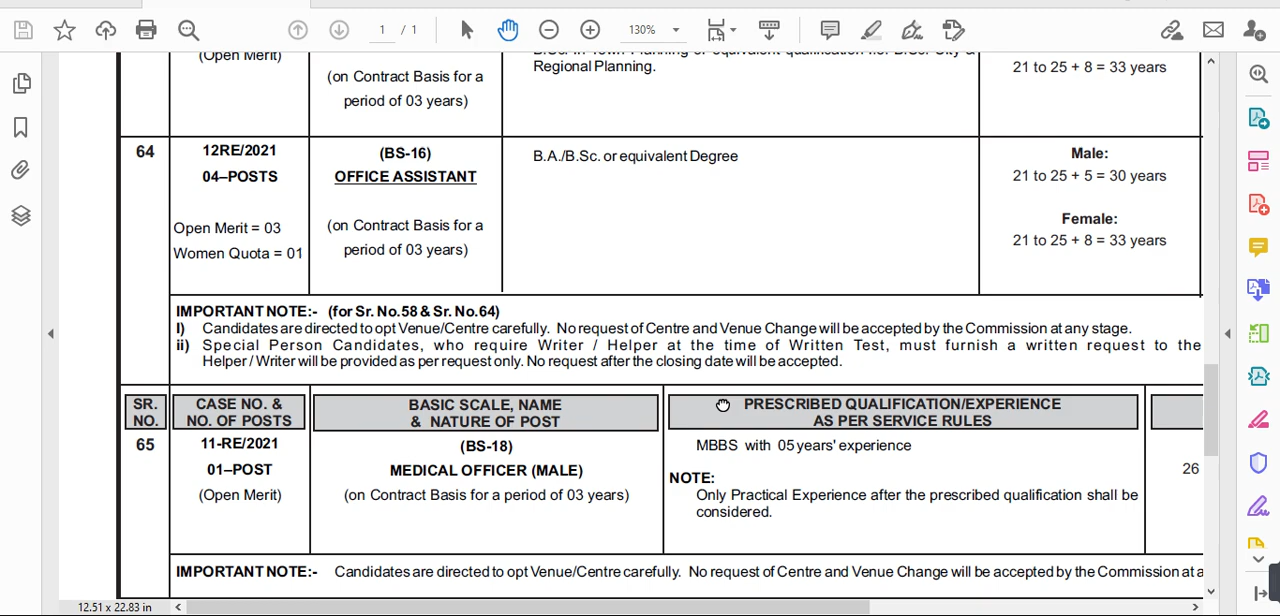 1 / 1
130%
(Open Merit)
(on Contract Basis for a
period of 03 years)
Regional Planning.
21 to 25 + 8 = 33 years
64
12RE/2021
04–POSTS
Open Merit = 03
Women Quota = 01
(BS-16)
OFFICE ASSISTANT
(on Contract Basis for a
period of 03 years)
B.A./B.Sc. or equivalent Degree
Male:
21 to 25 + 5 = 30 years
Female:
21 to 25 + 8 = 33 years
IMPORTANT NOTE:- (for Sr. No.58 & Sr. No.64)
I) Candidates are directed to opt Venue/Centre carefully. No request of Centre and Venue Change will be accepted by the Commission at any stage.
ii) Special Person Candidates, who require Writer / Helper at the time of Written Test, must furnish a written request to the
Helper / Writer will be provided as per request only. No request after the closing date will be accepted.
SR.
NO.
CASE NO. &
NO. OF POSTS
BASIC SCALE, NAME
& NATURE OF POST
PRESCRIBED QUALIFICATION/EXPERIENCE
AS PER SERVICE RULES
65
11-RE/2021
01–POST
(Open Merit)
(BS-18)
MEDICAL OFFICER (MALE)
(on Contract Basis for a period of 03 years)
MBBS with 05 years' experience
NOTE:
Only Practical Experience after the prescribed qualification shall be
considered.
26
IMPORTANT NOTE:- Candidates are directed to opt Venue/Centre carefully. No request of Centre and Venue Change will be accepted by the Commission at a
12.51 x 22.83 in